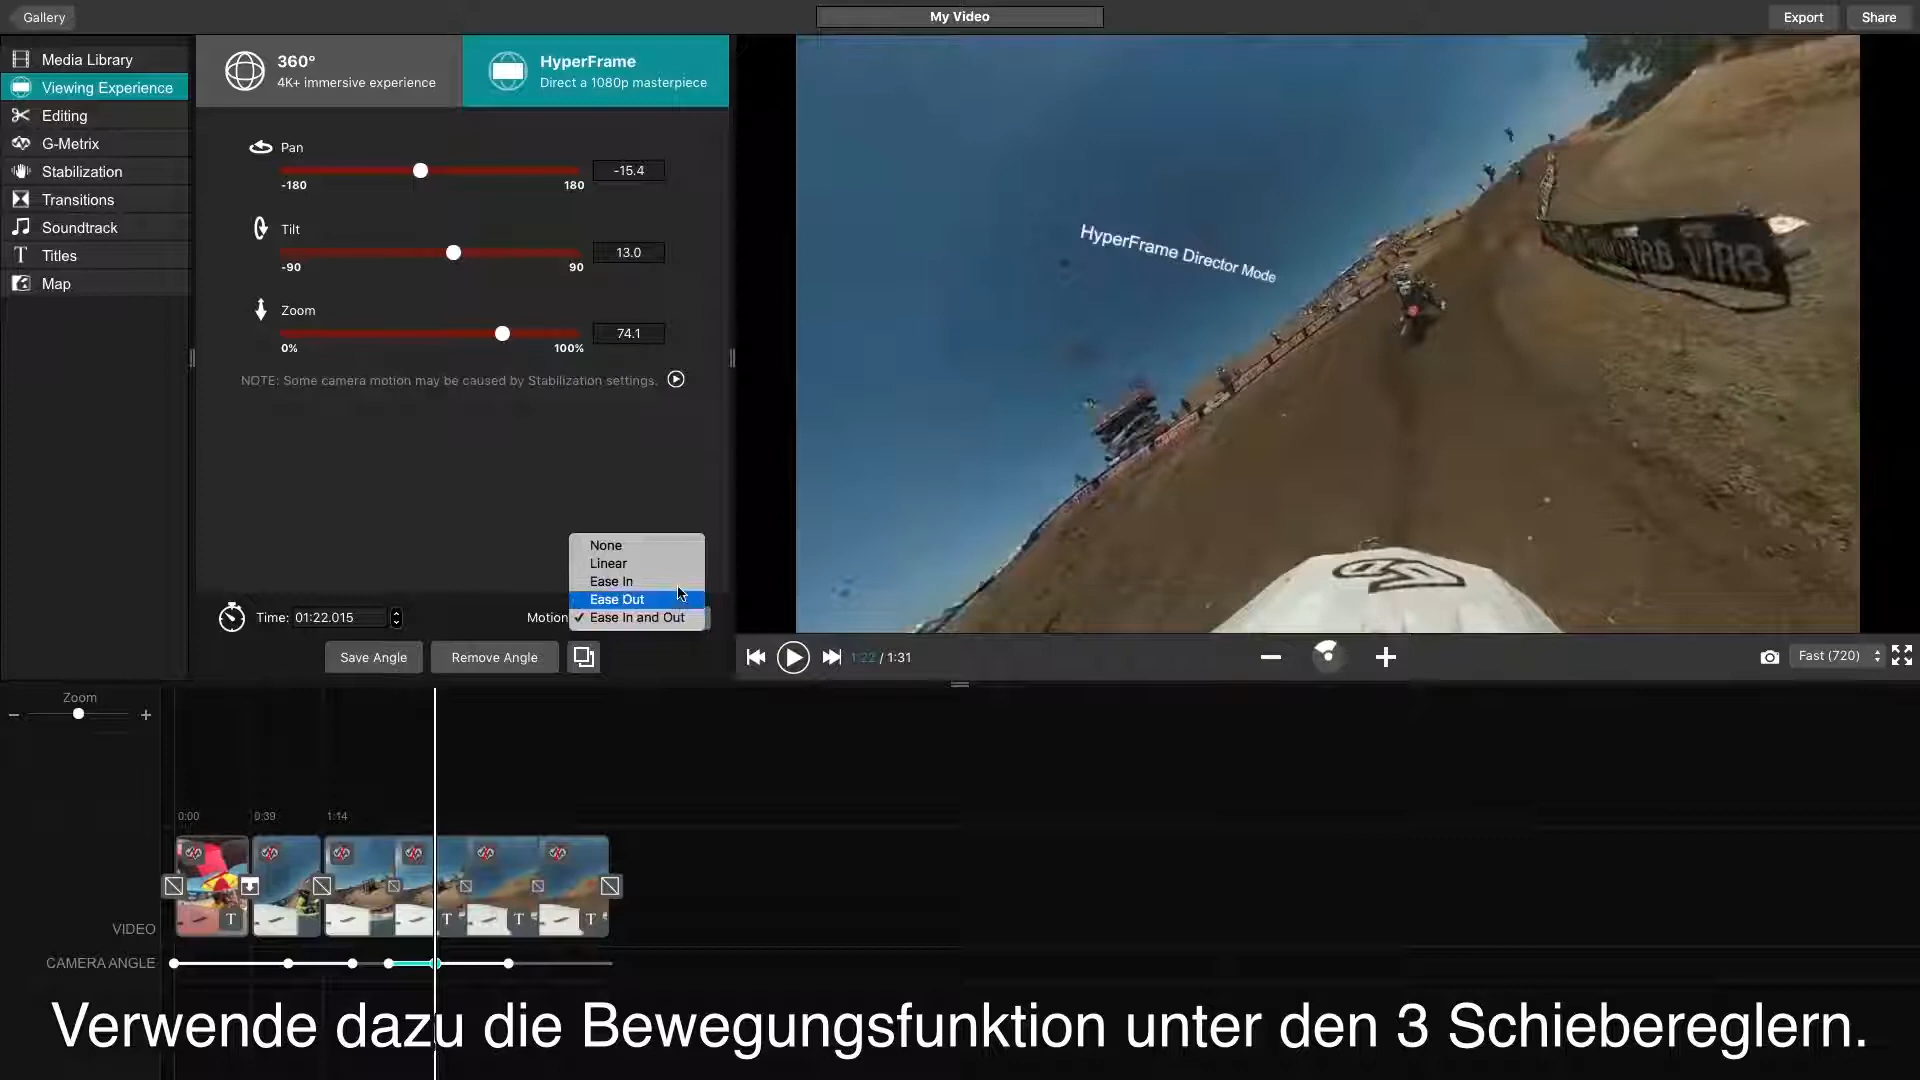 Gallery
My Video
Export
Share
Media Library
Viewing Experience
Editing
G-Metrix
Stabilization
Transitions
Soundtrack
Titles
Map
360°
4K+ immersive experience
HyperFrame
Direct a 1080p masterpiece
Pan
-15.4
-180
180
Tilt
13.0
-90
90
Zoom
74.1
0%
100%
NOTE: Some camera motion may be caused by Stabilization settings.
None
Linear
Ease In
Ease Out
✓ Ease In and Out
Time: 01:22.015
Motion
Save Angle
Remove Angle
HyperFrame Director Mode
VIRB
1:22 / 1:31
Fast (720)
Zoom
0:00
0:39
1:14
T
T
T
T
VIDEO
CAMERA ANGLE
Verwende dazu die Bewegungsfunktion unter den 3 Schiebereglern.